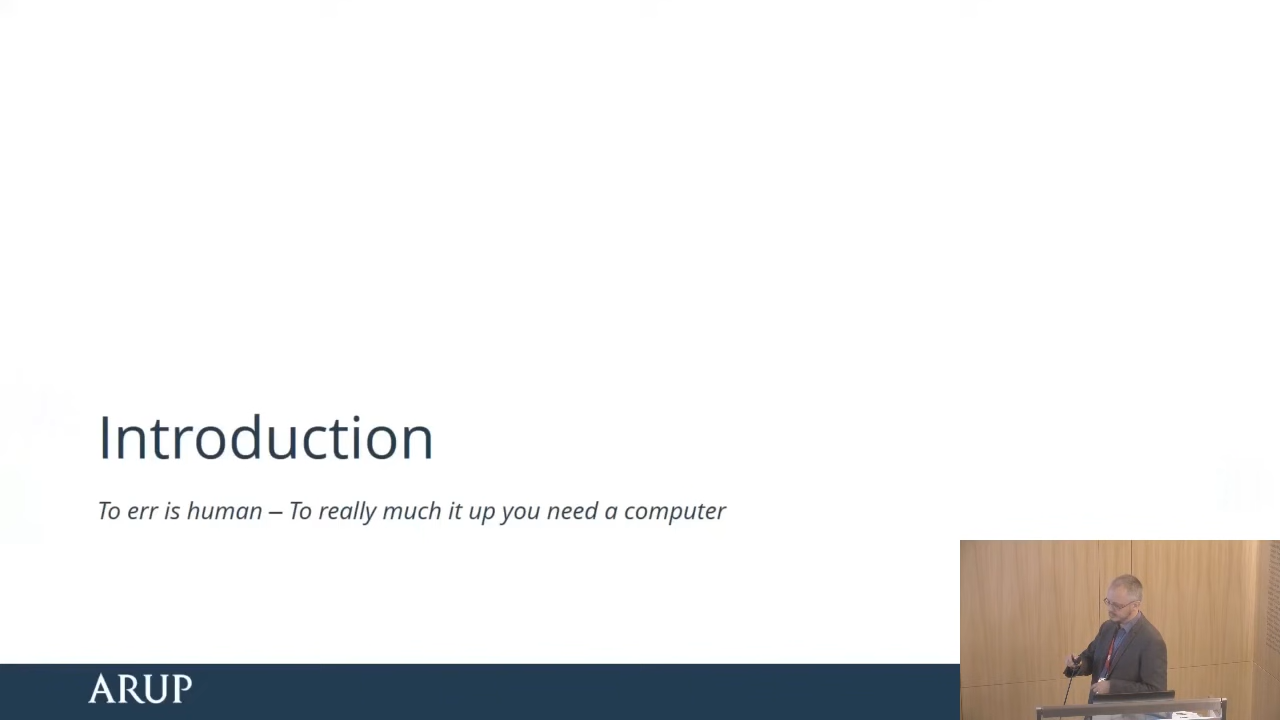 Introduction
To err is human – To really much it up you need a computer
ARUP